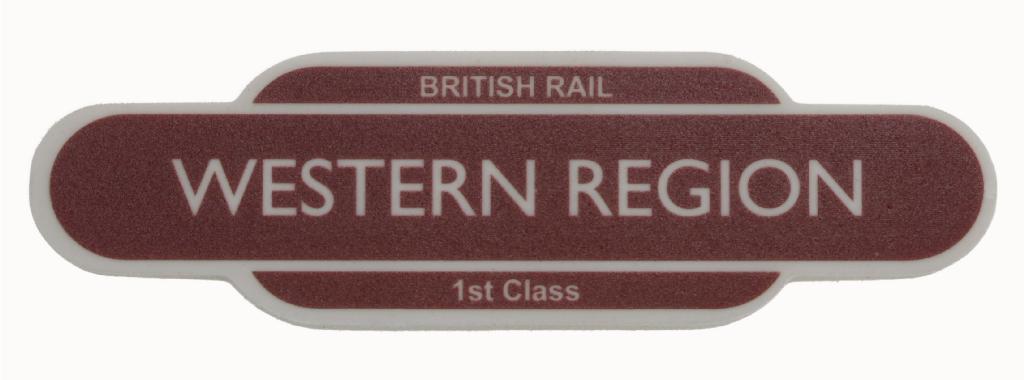 BRITISH RAIL
WESTERN REGION
1st Class